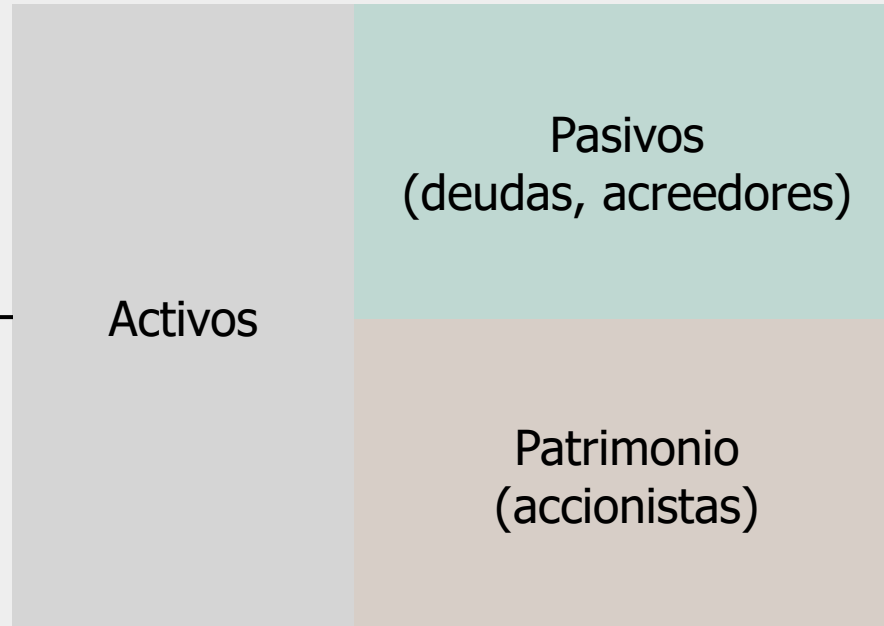 Activos
Pasivos
(deudas, acreedores)
Patrimonio
(accionistas)